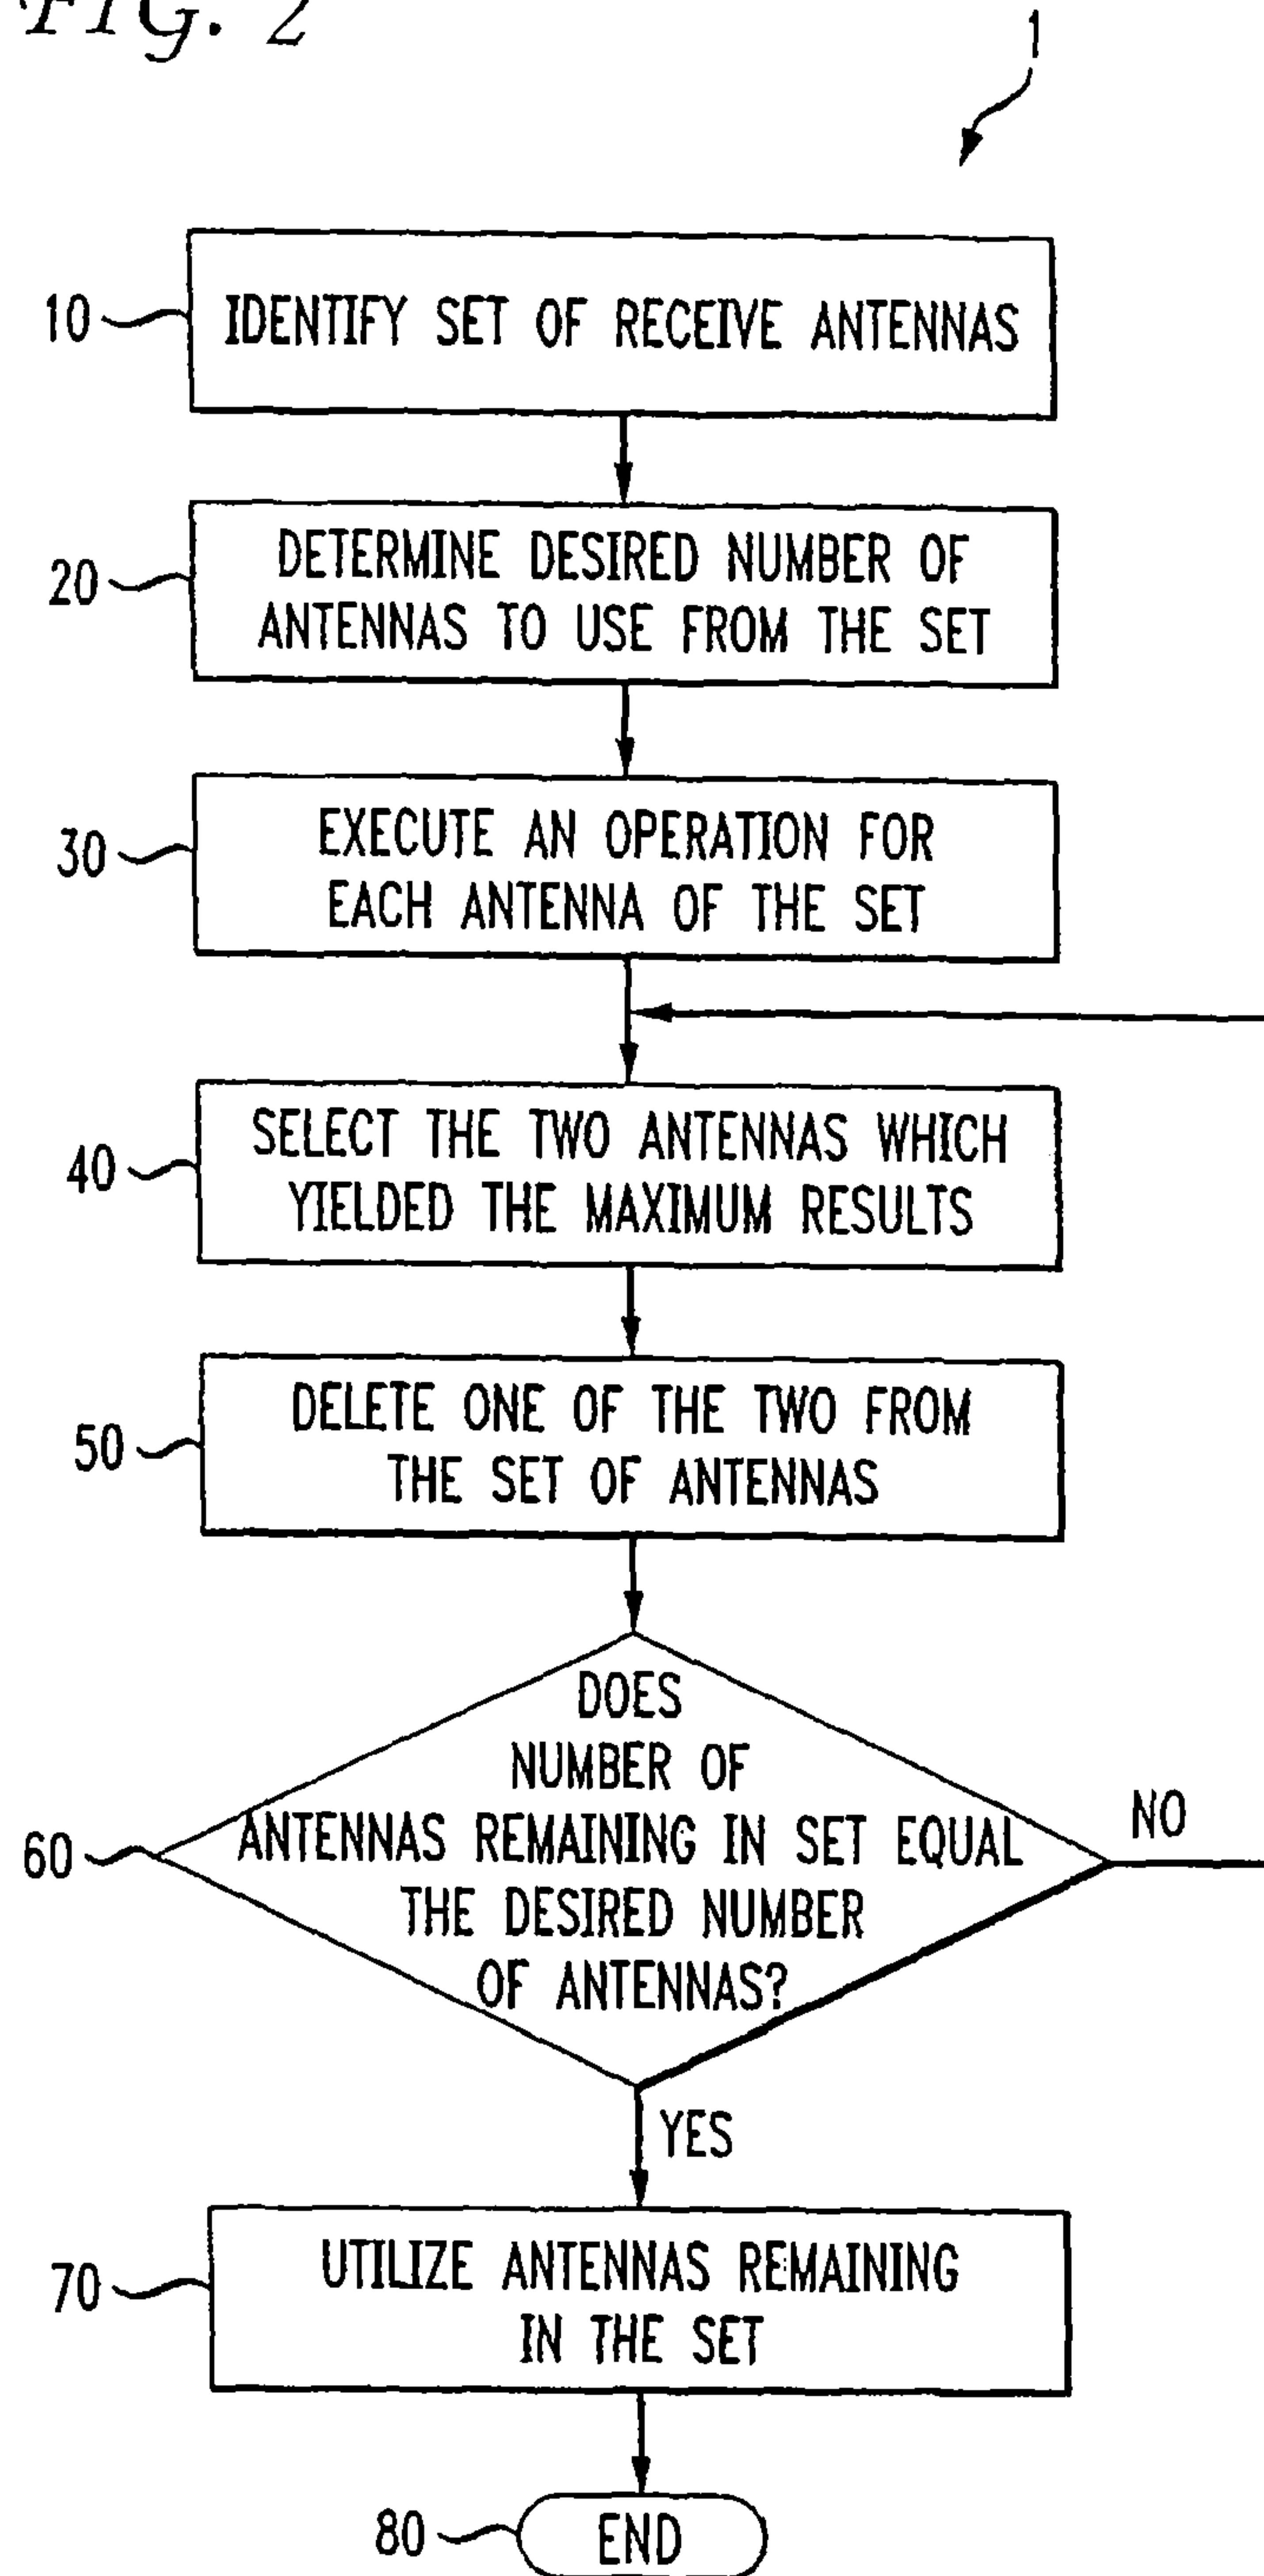 FIG. 2
1
10
IDENTIFY SET OF RECEIVE ANTENNAS
20
DETERMINE DESIRED NUMBER OF
ANTENNAS TO USE FROM THE SET
30
EXECUTE AN OPERATION FOR
EACH ANTENNA OF THE SET
40
SELECT THE TWO ANTENNAS WHICH
YIELDED THE MAXIMUM RESULTS
50
DELETE ONE OF THE TWO FROM
THE SET OF ANTENNAS
60
DOES
NUMBER OF
ANTENNAS REMAINING IN SET EQUAL
THE DESIRED NUMBER
OF ANTENNAS?
NO
YES
70
UTILIZE ANTENNAS REMAINING
IN THE SET
80
END